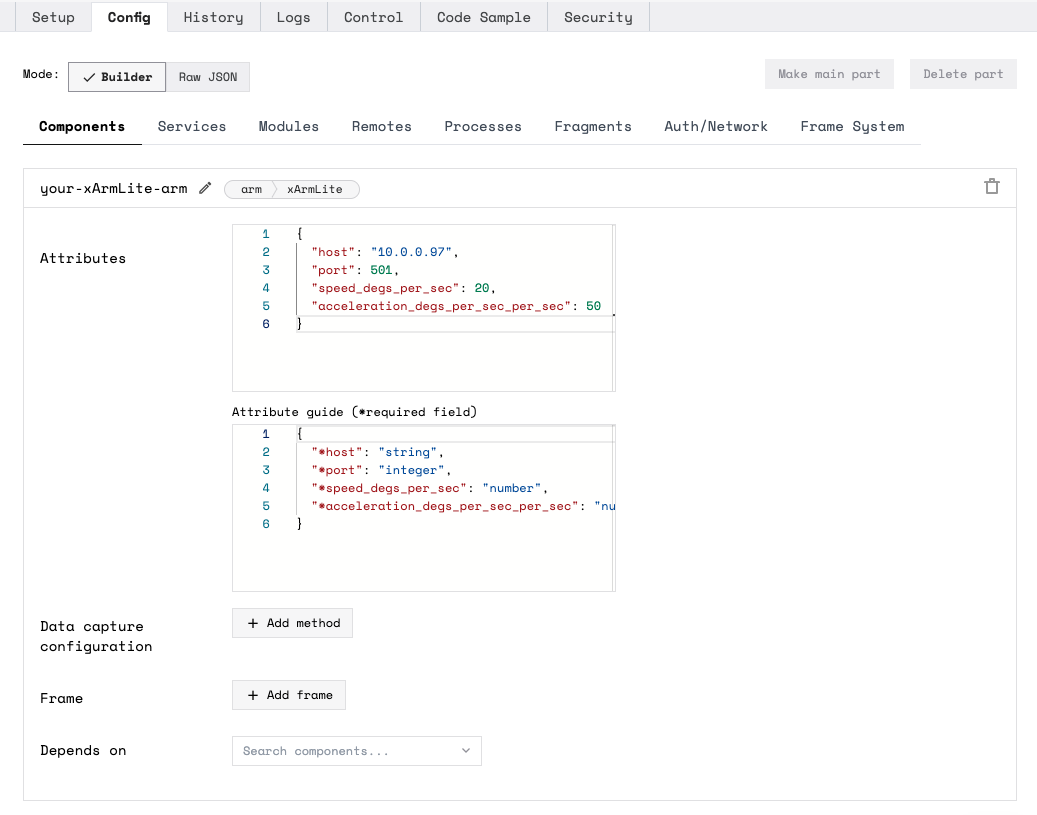 Setup Config History Logs Control Code Sample Security
Mode: Builder Raw JSON Make main part Delete part
Components Services Modules Remotes Processes Fragments Auth/Network Frame System
your-xArmLite-arm arm xArmLite
Attributes
1 {
2 "host": "10.0.0.97",
3 "port": 501,
4 "speed_degs_per_sec": 20,
5 "acceleration_degs_per_sec_per_sec": 50
6 }
Attribute guide (*required field)
1 {
2 "*host": "string",
3 "*port": "integer",
4 "*speed_degs_per_sec": "number",
5 "*acceleration_degs_per_sec_per_sec": "nu
6 }
Data capture
configuration
+ Add method
Frame
+ Add frame
Depends on
Search components...